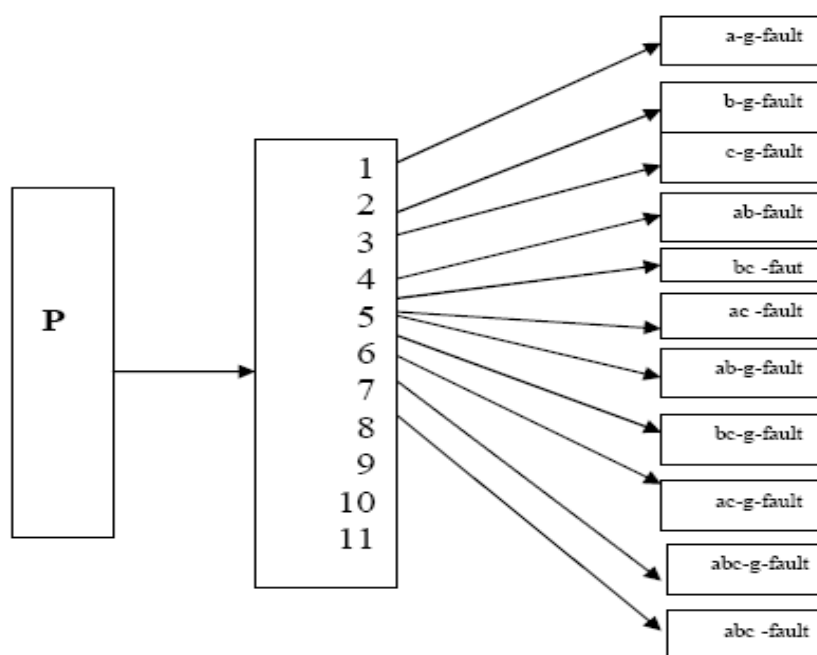 P
1
2
3
4
5
6
7
8
9
10
11
a-g-fault
b-g-fault
c-g-fault
ab-fault
bc -faut
ac -fault
ab-g-fault
bc-g-fault
ac-g-fault
abc-g-fault
abc -fault